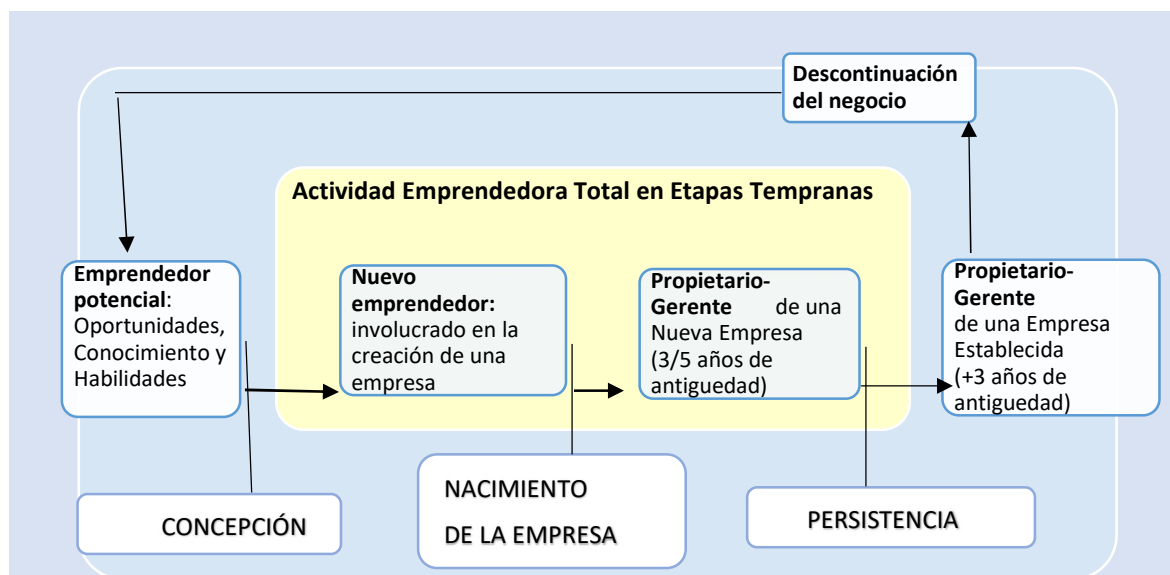 Descontinuación
del negocio
Actividad Emprendedora Total en Etapas Tempranas
Emprendedor
potencial:
Oportunidades,
Conocimiento y
Habilidades
Nuevo
emprendedor:
involucrado en la
creación de una
empresa
Propietario-
Gerente de una
Nueva Empresa
(3/5 años de
antiguedad)
Propietario-
Gerente
de una Empresa
Establecida
(+3 años de
antiguedad)
CONCEPCIÓN
NACIMIENTO
DE LA EMPRESA
PERSISTENCIA